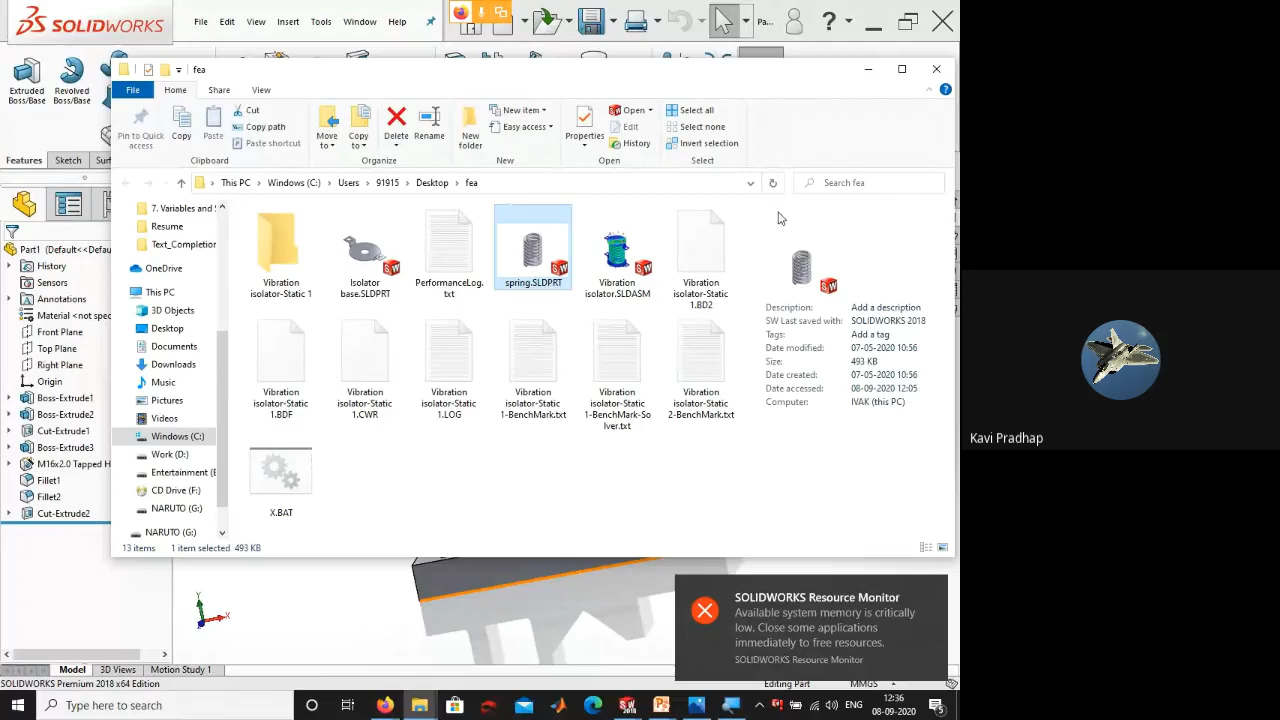 SOLIDWORKS File Edit View Insert Tools Window Help Pa... ?
Extruded
Boss/Base
Revolved
Boss/Base
fea
File Home Share View
Pin to Quick
access
Copy
Paste
Cut
Copy path
Paste shortcut
Move
to
Copy
to
Delete
Rename
New
folder
New item
Easy access
Properties
Open
Edit
History
Select all
Select none
Invert selection
Clipboard Organize New Open Select
Features Sketch Surf
This PC > Windows (C:) > Users > 91915 > Desktop > fea
Search fea
7. Variables and S
Resume
Text_Completion
OneDrive
This PC
3D Objects
Desktop
Documents
Downloads
Music
Pictures
Videos
Windows (C:)
Work (D:)
Entertainment (E
CD Drive (F:)
NARUTO (G:)
NARUTO (G:)
Part1 (Default<<Def
History
Sensors
Annotations
Material <not spe
Front Plane
Top Plane
Right Plane
Origin
Boss-Extrude1
Boss-Extrude2
Cut-Extrude1
Boss-Extrude3
M16x2.0 Tapped H
Fillet1
Fillet2
Cut-Extrude2
Vibration
isolator-Static 1
Isolator
base.SLDPRT
PerformanceLog.
txt
spring.SLDPRT
Vibration
isolator.SLDASM
Vibration
isolator-Static
1.BD2
Vibration
isolator-Static
1.BDF
Vibration
isolator-Static
1.CWR
Vibration
isolator-Static
1.LOG
Vibration
isolator-Static
1-BenchMark.txt
Vibration
isolator-Static
1-BenchMark-So
lver.txt
Vibration
isolator-Static
2-BenchMark.txt
X.BAT
Description: Add a description
SW Last saved with: SOLIDWORKS 2018
Tags: Add a tag
Date modified: 07-05-2020 10:56
Size: 493 KB
Date created: 07-05-2020 10:56
Date accessed: 08-09-2020 12:05
Computer: IVAK (this PC)
13 items 1 item selected 493 KB
SOLIDWORKS Resource Monitor
Available system memory is critically
low. Close some applications
immediately to free resources.
SOLIDWORKS Resource Monitor
Y
X
Model 3D Views Motion Study 1
SOLIDWORKS Premium 2018 x64 Edition
Editing Part MMGS
Type here to search
ENG
12:36
08-09-2020
5
Kavi Pradhap